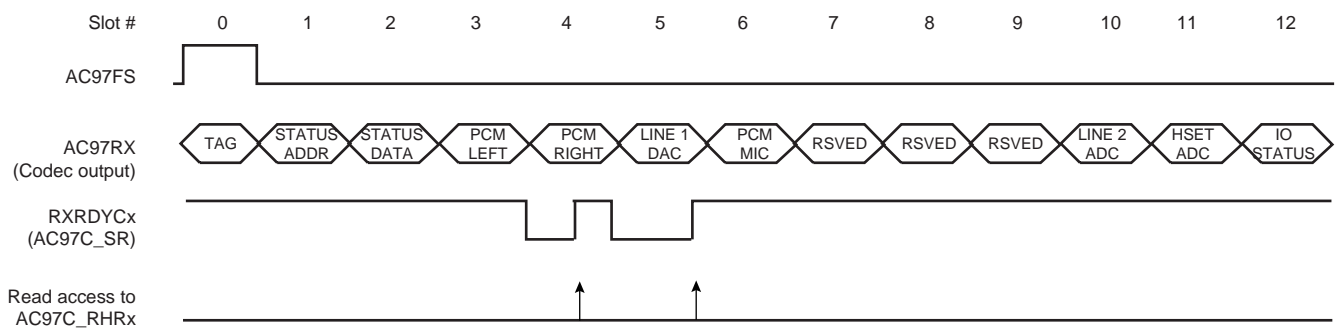 Slot # 0 1 2 3 4 5 6 7 8 9 10 11 12
AC97FS
AC97RX
(Codec output)
TAG
STATUS
ADDR
STATUS
DATA
PCM
LEFT
PCM
RIGHT
LINE 1
DAC
PCM
MIC
RSVED
RSVED
RSVED
LINE 2
ADC
HSET
ADC
IO
STATUS
RXRDYCx
(AC97C_SR)
Read access to
AC97C_RHRx